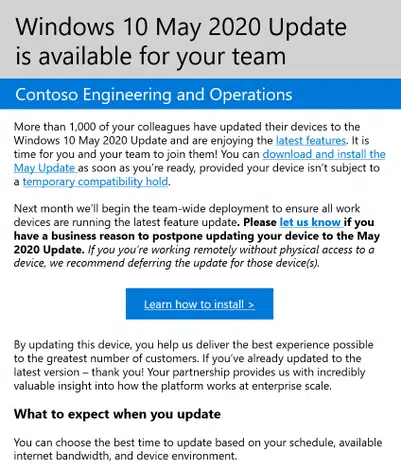 Windows 10 May 2020 Update
is available for your team
Contoso Engineering and Operations
More than 1,000 of your colleagues have updated their devices to the
Windows 10 May 2020 Update and are enjoying the latest features. It is
time for you and your team to join them! You can download and install the
May Update as soon as you're ready, provided your device isn't subject to
a temporary compatibility hold.
Next month we'll begin the team-wide deployment to ensure all work
devices are running the latest feature update. Please let us know if you
have a business reason to postpone updating your device to the May
2020 Update. If you you're working remotely without physical access to a
device, we recommend deferring the update for those device(s).
Learn how to install >
By updating this device, you help us deliver the best experience possible
to the greatest number of customers. If you've already updated to the
latest version – thank you! Your partnership provides us with incredibly
valuable insight into how the platform works at enterprise scale.
What to expect when you update
You can choose the best time to update based on your schedule, available
internet bandwidth, and device environment.